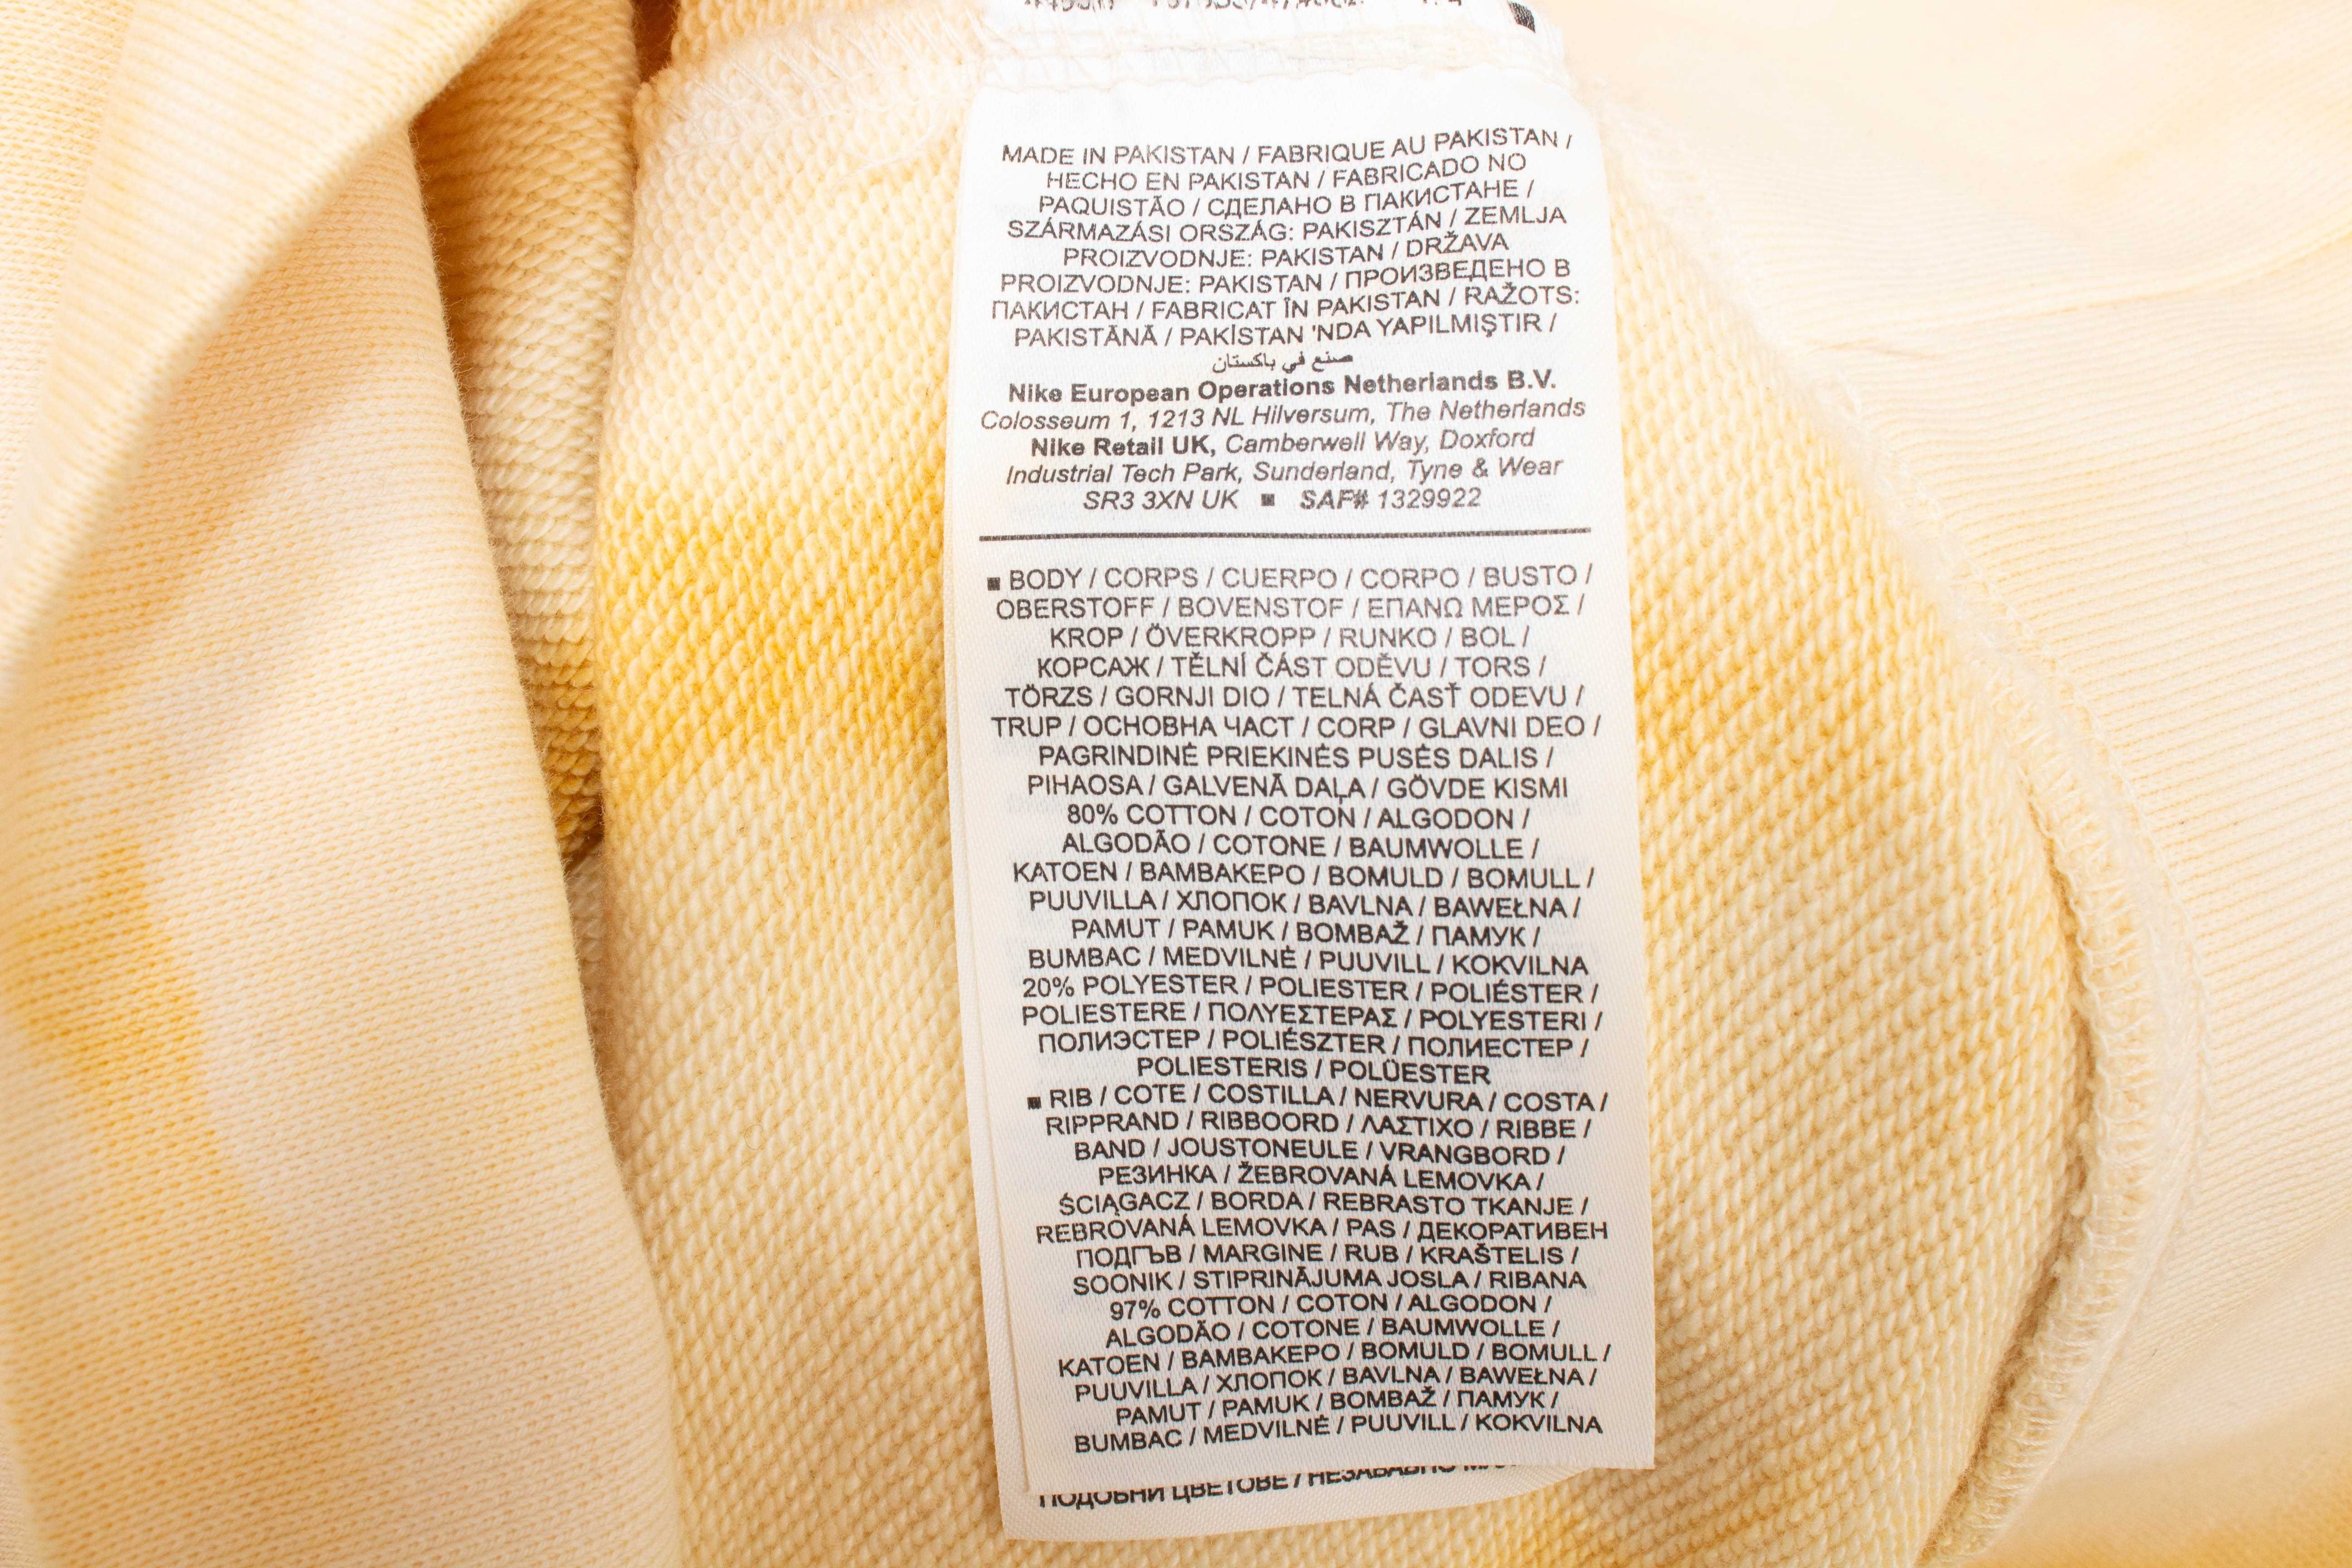 MADE IN PAKISTAN / FABRIQUE AU PAKISTAN /
HECHO EN PAKISTAN / FABRICADO NO
PAQUISTÃO / СДЕЛАНО В ПАКИСТАНЕ /
SZÁRMAZÁSI ORSZÁG: PAKISZTÁN / ZEMLJA
PROIZVODNJE: PAKISTAN / DRŽAVA
PROIZVODNJE: PAKISTAN / ПРОИЗВЕДЕНО В
ПАКИСТАН / FABRICAT ÎN PAKISTAN / RAŽOTS:
PAKISTĀNĀ / PAKİSTAN 'NDA YAPILMIŞTIR /
صنع في باكستان
Nike European Operations Netherlands B.V.
Colosseum 1, 1213 NL Hilversum, The Netherlands
Nike Retail UK, Camberwell Way, Doxford
Industrial Tech Park, Sunderland, Tyne & Wear
SR3 3XN UK ■ SAF# 1329922
■ BODY / CORPS / CUERPO / CORPO / BUSTO /
OBERSTOFF / BOVENSTOF / ΕΠΑΝΩ ΜΕΡΟΣ /
KROP / ÖVERKROPP / RUNKO / BOL /
КОРСАЖ / TĚLNÍ ČÁST ODĚVU / TORS /
TÖRZS / GORNJI DIO / TELNÁ ČASŤ ODEVU /
TRUP / ОСНОВНА ЧАСТ / CORP / GLAVNI DEO /
PAGRINDINĖ PRIEKINĖS PUSĖS DALIS /
PIHAOSA / GALVENĀ DAĻA / GÖVDE KISMI
80% COTTON / COTON / ALGODON /
ALGODÃO / COTONE / BAUMWOLLE /
KATOEN / ΒΑΜΒΑΚΕΡΟ / BOMULD / BOMULL /
PUUVILLA / ХЛОПОК / BAVLNA / BAWEŁNA /
PAMUT / PAMUK / BOMBAŽ / ПАМУК /
BUMBAC / MEDVILNĖ / PUUVILL / KOKVILNA
20% POLYESTER / POLIESTER / POLIÉSTER /
POLIESTERE / ΠΟΛΥΕΣΤΕΡΑΣ / POLYESTERI /
ПОЛИЭСТЕР / POLIÉSZTER / ПОЛИЕСТЕР /
POLIESTERIS / POLÜESTER
■ RIB / COTE / COSTILLA / NERVURA / COSTA /
RIPPRAND / RIBBOORD / ΛΑΣΤΙΧΟ / RIBBE /
BAND / JOUSTONEULE / VRANGBORD /
РЕЗИНКА / ŽEBROVANÁ LEMOVKA /
ŚCIĄGACZ / BORDA / REBRASTO TKANJE /
REBROVANÁ LEMOVKA / PAS / ДЕКОРАТИВЕН
ПОДГЪВ / MARGINE / RUB / KRAŠTELIS /
SOONIK / STIPRINĀJUMA JOSLA / RIBANA
97% COTTON / COTON / ALGODON /
ALGODÃO / COTONE / BAUMWOLLE /
KATOEN / ΒΑΜΒΑΚΕΡΟ / BOMULD / BOMULL /
PUUVILLA / ХЛОПОК / BAVLNA / BAWEŁNA /
PAMUT / PAMUK / BOMBAŽ / ПАМУК /
BUMBAC / MEDVILNĖ / PUUVILL / KOKVILNA
ПОДОБНИ ЦВЕТОВЕ /